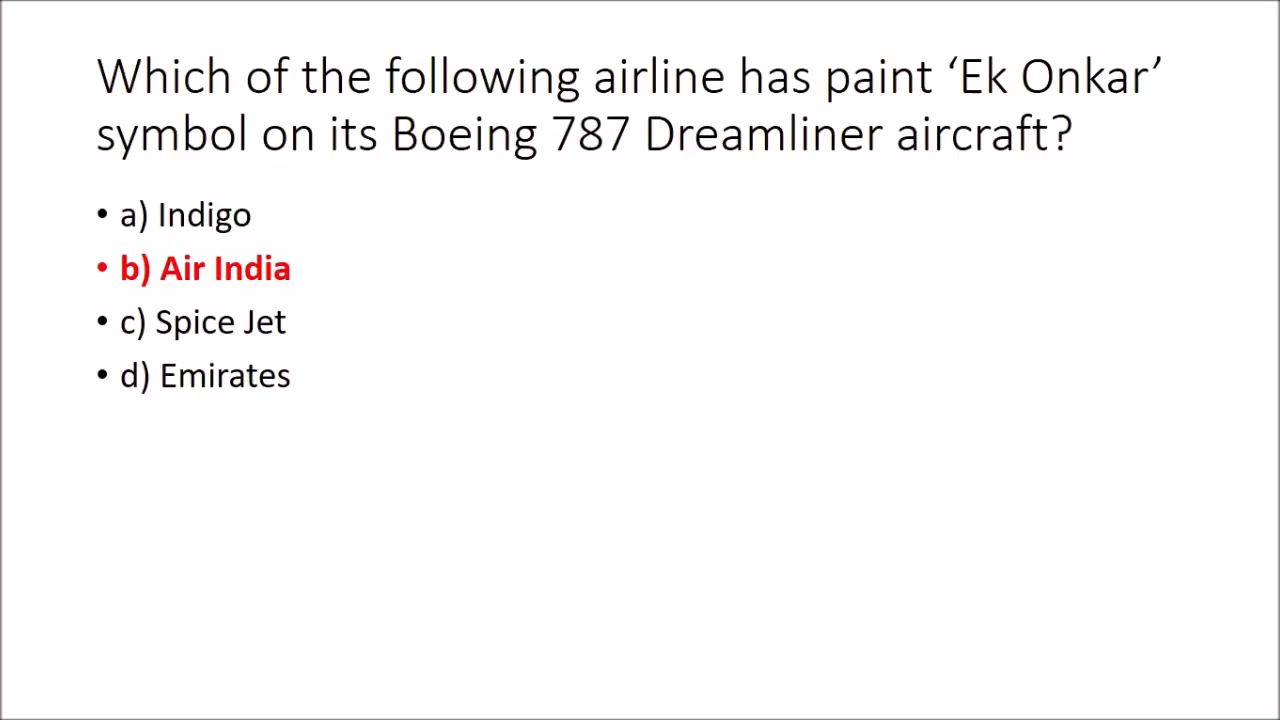 Which of the following airline has paint ‘Ek Onkar’
symbol on its Boeing 787 Dreamliner aircraft?
• a) Indigo
• b) Air India
• c) Spice Jet
• d) Emirates